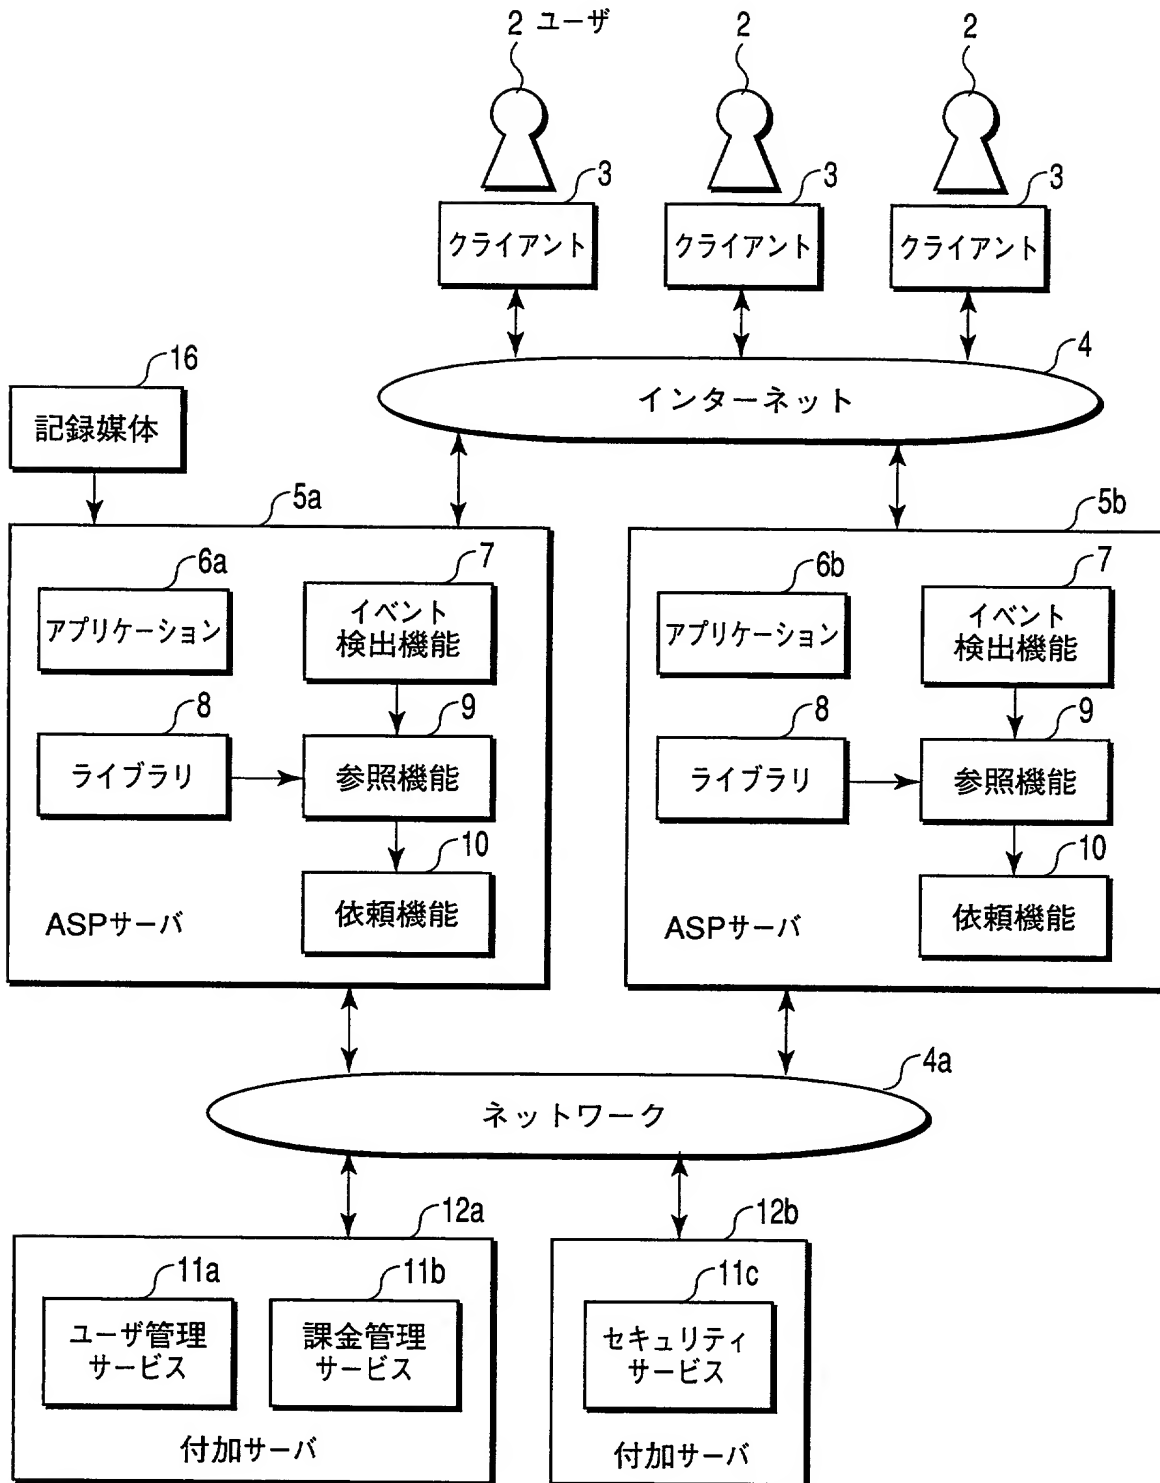 2 ユーザ
2
2
3
3
3
クライアント
クライアント
クライアント
4
インターネット
16
記録媒体
5a
5b
6a
アプリケーション
7
イベント
検出機能
8
ライブラリ
9
参照機能
10
依頼機能
ASPサーバ
6b
アプリケーション
7
イベント
検出機能
8
ライブラリ
9
参照機能
10
依頼機能
ASPサーバ
4a
ネットワーク
12a
12b
11a
ユーザ管理
サービス
11b
課金管理
サービス
付加サーバ
11c
セキュリティ
サービス
付加サーバ